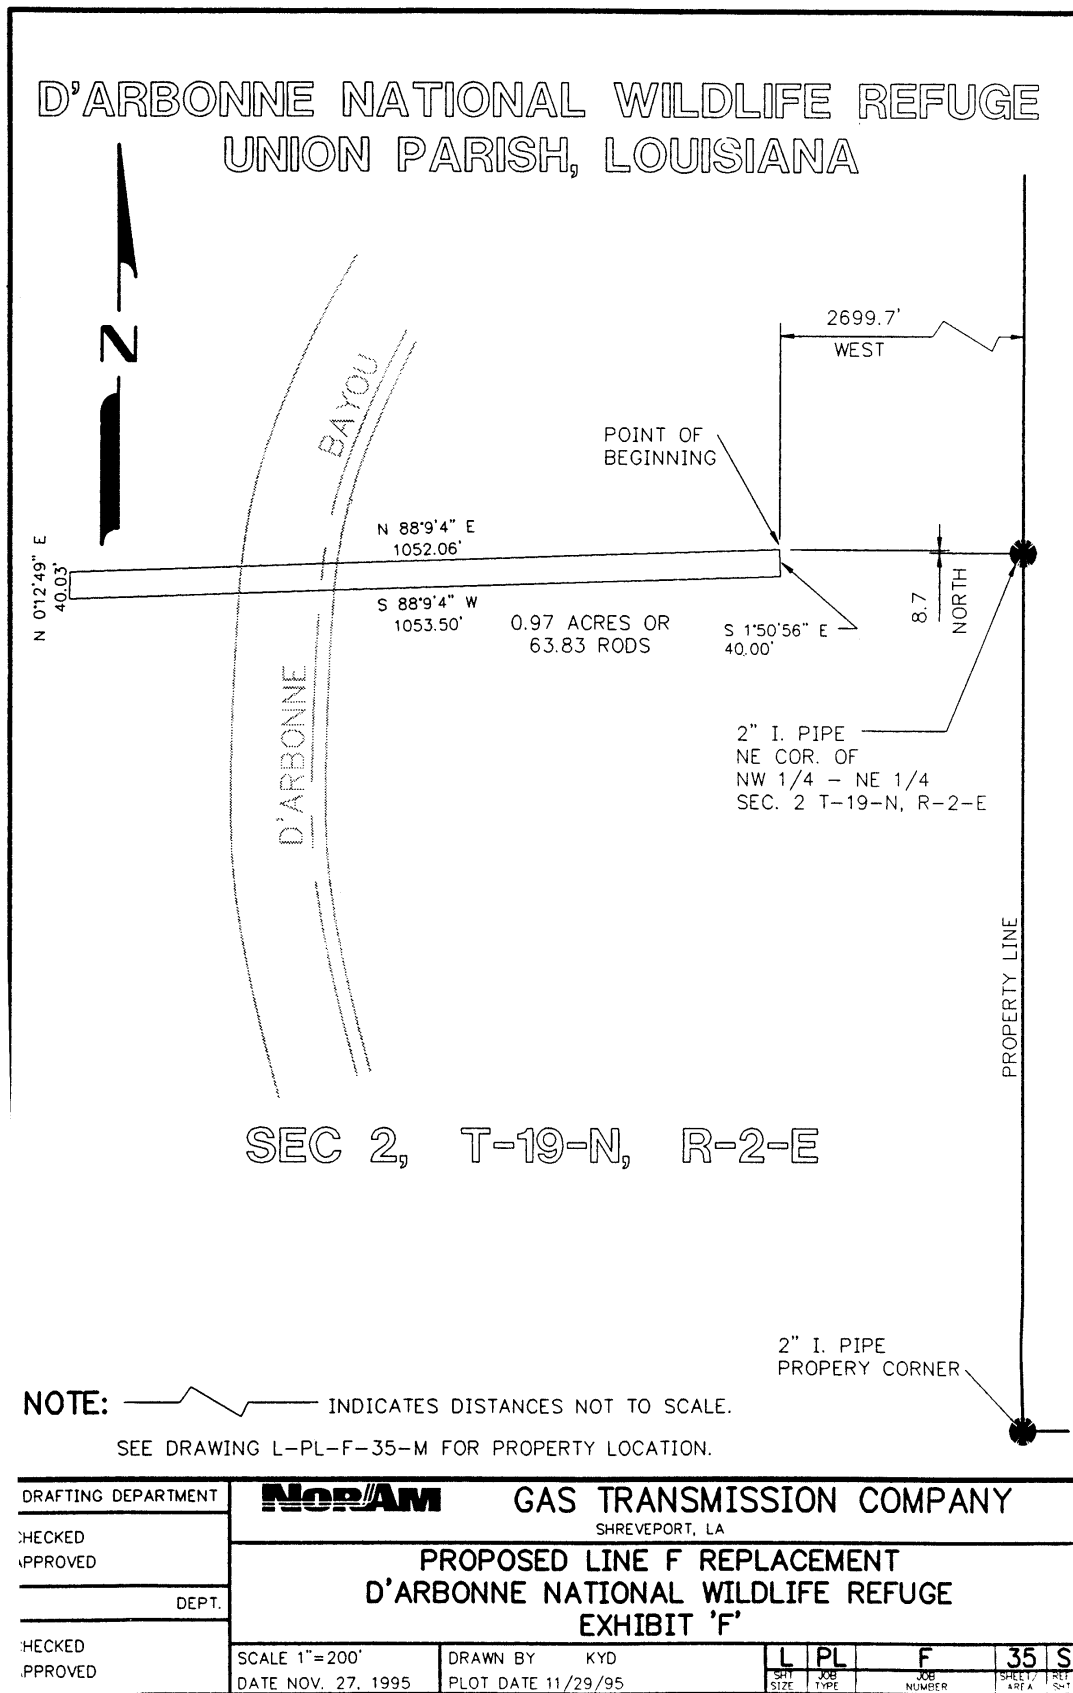 D'ARBONNE NATIONAL WILDLIFE REFUGE
UNION PARISH, LOUISIANA
N
2699.7'
WEST
BAYOU
POINT OF
BEGINNING
N 88°9'4" E
1052.06'
N 0°12'49" E
40.03'
S 88°9'4" W
1053.50'
0.97 ACRES OR
63.83 RODS
S 1°50'56" E
40.00'
8.7
NORTH
D'ARBONNE
2" I. PIPE
NE COR. OF
NW 1/4 - NE 1/4
SEC. 2 T-19-N, R-2-E
PROPERTY LINE
SEC 2, T-19-N, R-2-E
2" I. PIPE
PROPERY CORNER
NOTE: INDICATES DISTANCES NOT TO SCALE.
SEE DRAWING L-PL-F-35-M FOR PROPERTY LOCATION.
DRAFTING DEPARTMENT
HECKED
PPROVED
DEPT.
HECKED
PPROVED
NORAM GAS TRANSMISSION COMPANY
SHREVEPORT, LA
PROPOSED LINE F REPLACEMENT
D'ARBONNE NATIONAL WILDLIFE REFUGE
EXHIBIT 'F'
SCALE 1"=200'
DATE NOV. 27, 1995
DRAWN BY KYD
PLOT DATE 11/29/95
L PL F 35 S
SHT SIZE
JOB TYPE
JOB NUMBER
SHEET/ AREA
REF SHT